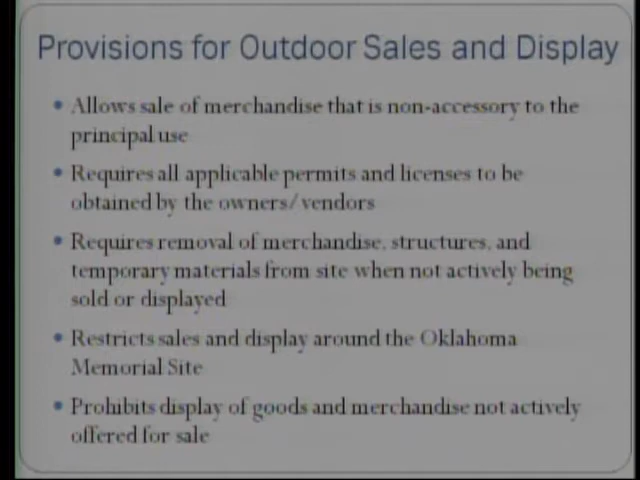 Provisions for Outdoor Sales and Display
• Allows sale of merchandise that is non-accessory to the
principal use
• Requires all applicable permits and licenses to be
obtained by the owners/vendors
• Requires removal of merchandise, structures, and
temporary materials from site when not actively being
sold or displayed
• Restricts sales and display around the Oklahoma
Memorial Site
• Prohibits display of goods and merchandise not actively
offered for sale